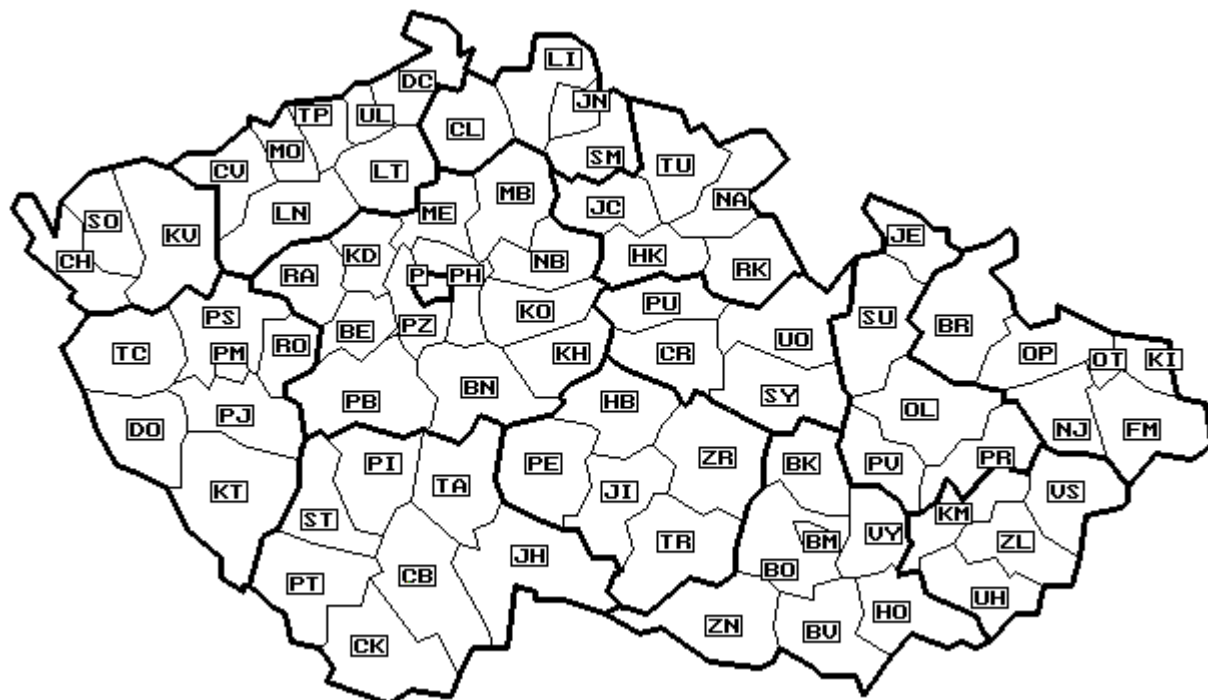 LI
DC
JN
TP
UL
CL
MO
SM
CV
LT
TU
MB
NA
LN
ME
JC
SO
KV
JE
KD
HK
CH
NB
RK
RA
P
PH
PU
KO
PS
SU
BR
BE
PZ
UO
RO
TC
PM
CR
KH
OP
OT
KI
BN
SY
PB
HB
OL
PJ
DO
NJ
FM
PR
ZR
PI
PE
BK
PV
TA
KT
JI
VS
KM
ST
VY
BM
TR
ZL
JH
BO
CB
PT
UH
HO
ZN
BV
CK